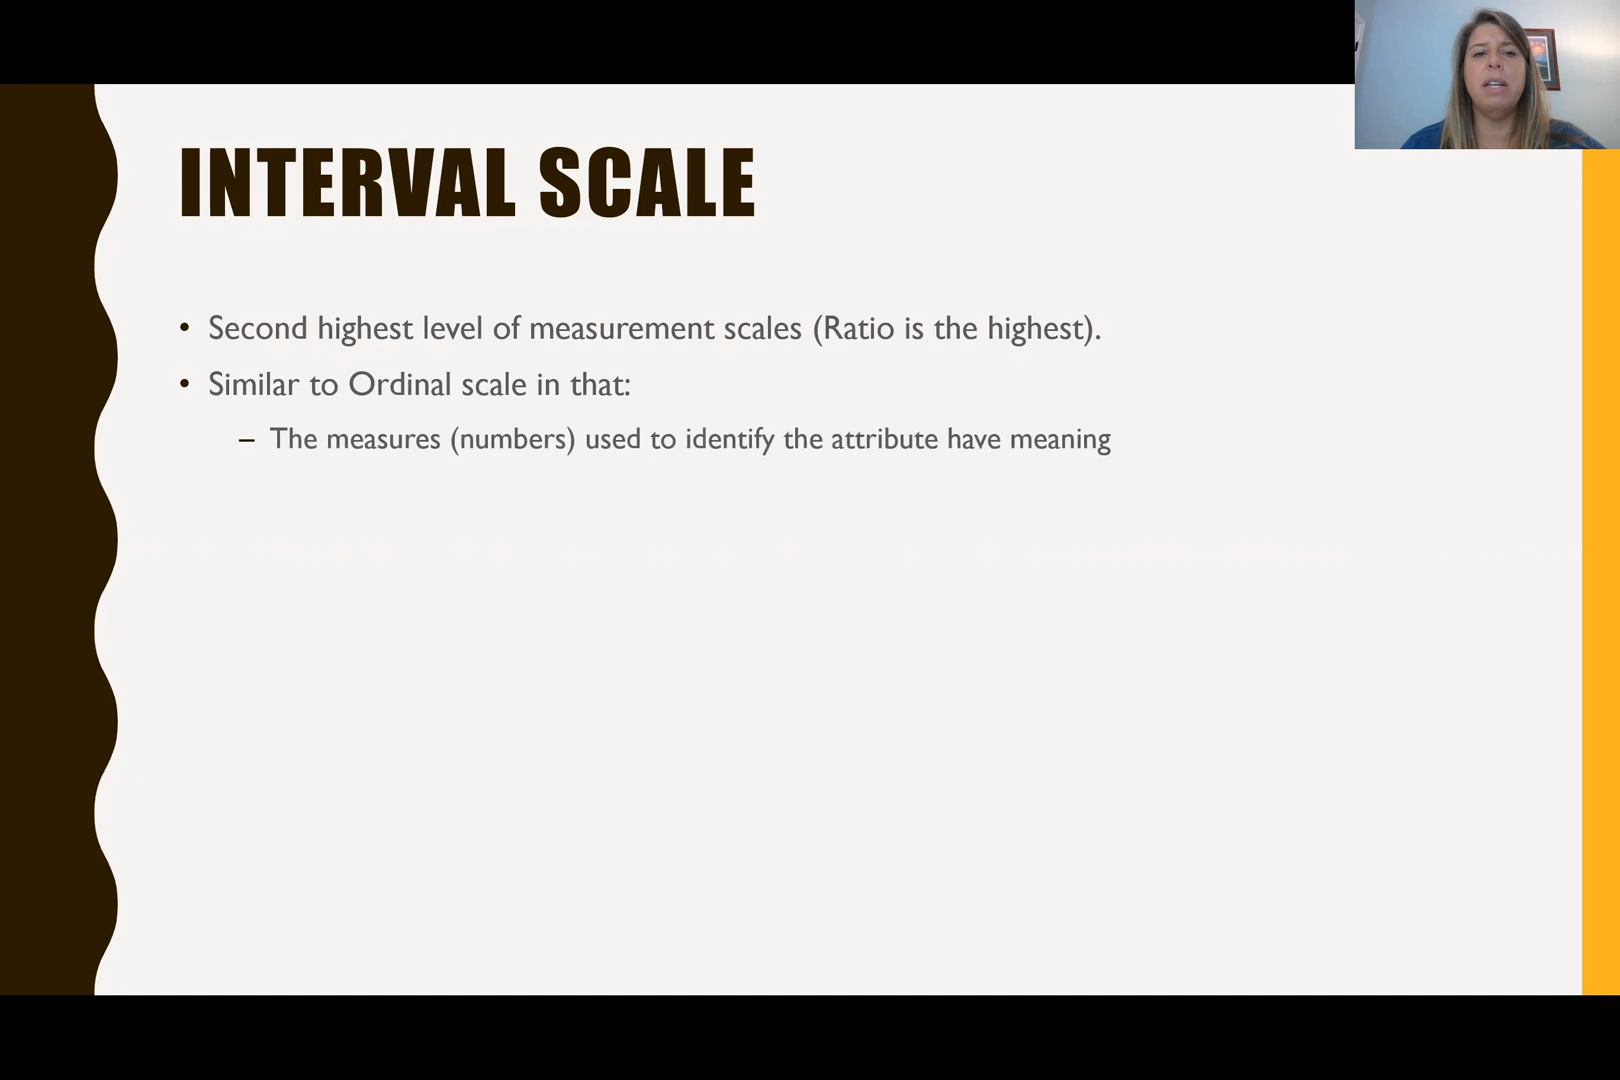 INTERVAL SCALE
• Second highest level of measurement scales (Ratio is the highest).
• Similar to Ordinal scale in that:
– The measures (numbers) used to identify the attribute have meaning